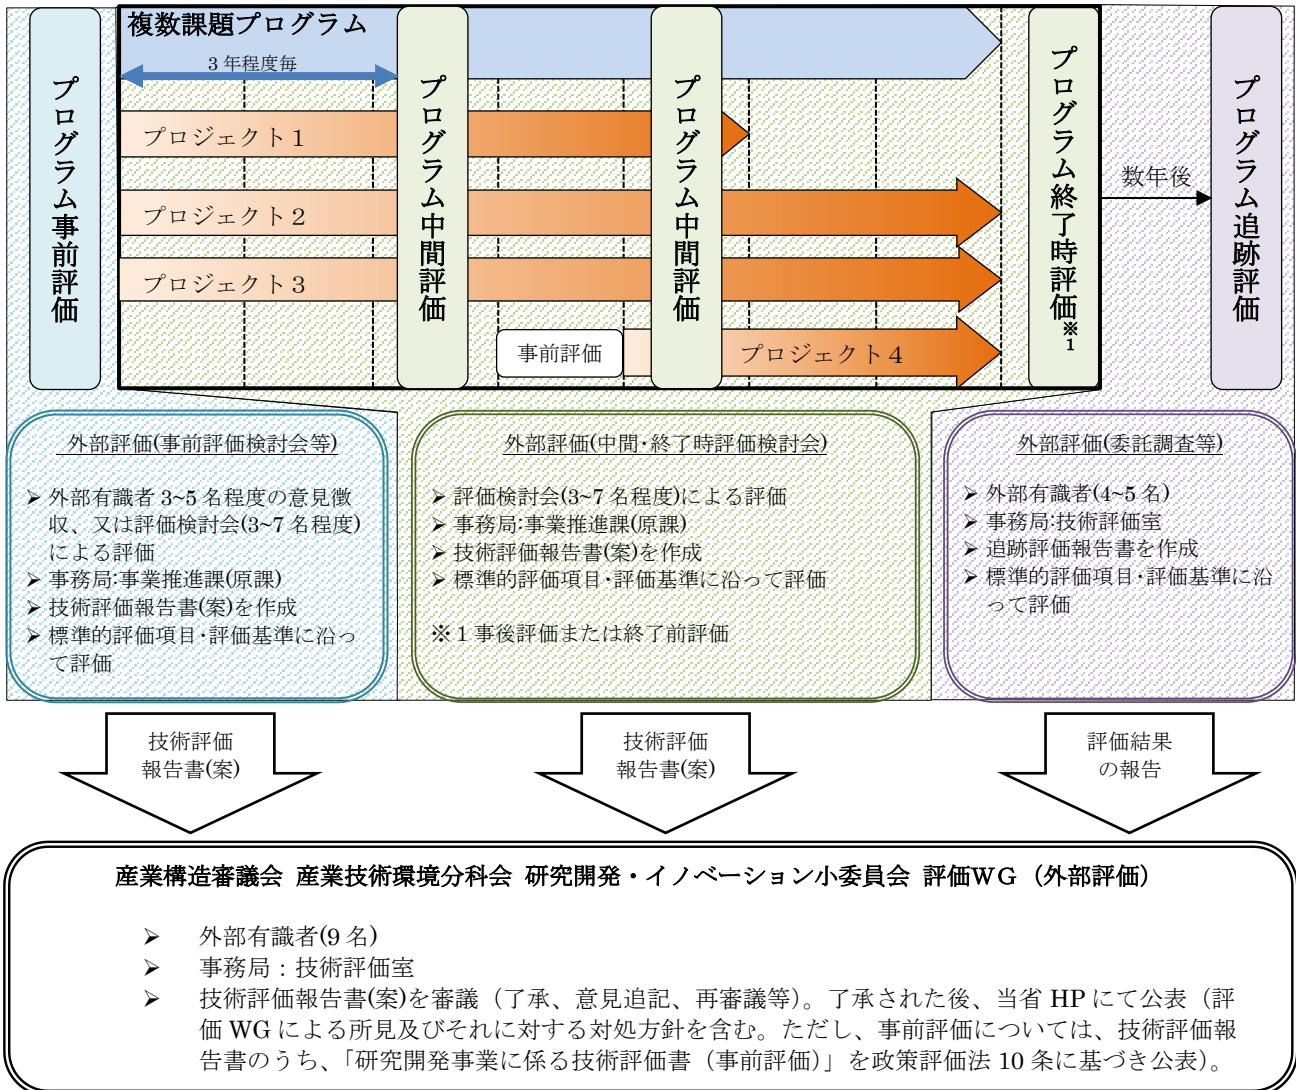 複数課題プログラム
3年程度毎
プログラム事前評価
プログラム中間評価
プログラム中間評価
プログラム終了時評価※1
プログラム追跡評価
数年後
プロジェクト1
プロジェクト2
プロジェクト3
事前評価
プロジェクト4
外部評価(事前評価検討会等)
➢ 外部有識者 3~5 名程度の意見徴
収、又は評価検討会(3~7 名程度)
による評価
➢ 事務局:事業推進課(原課)
➢ 技術評価報告書(案)を作成
➢ 標準的評価項目・評価基準に沿っ
て評価
外部評価(中間・終了時評価検討会)
➢ 評価検討会(3~7 名程度)による評価
➢ 事務局:事業推進課(原課)
➢ 技術評価報告書(案)を作成
➢ 標準的評価項目・評価基準に沿って評価
※1事後評価または終了前評価
外部評価(委託調査等)
➢ 外部有識者(4~5 名)
➢ 事務局:技術評価室
➢ 追跡評価報告書を作成
➢ 標準的評価項目・評価基準に沿
って評価
技術評価
報告書(案)
技術評価
報告書(案)
評価結果
の報告
産業構造審議会 産業技術環境分科会 研究開発・イノベーション小委員会 評価WG(外部評価)
➢ 外部有識者(9 名)
➢ 事務局:技術評価室
➢ 技術評価報告書(案)を審議(了承、意見追記、再審議等)。了承された後、当省 HP にて公表(評
価 WG による所見及びそれに対する対処方針を含む。ただし、事前評価については、技術評価報
告書のうち、「研究開発事業に係る技術評価書(事前評価)」を政策評価法 10 条に基づき公表)。